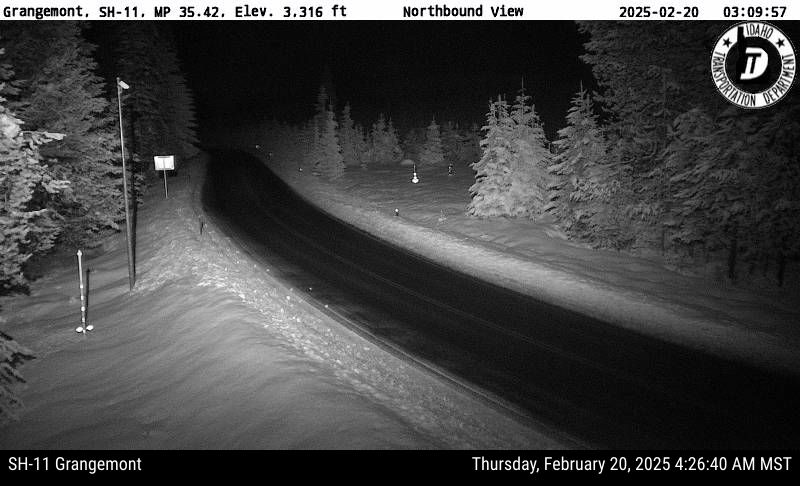 Grangemont, SH-11, MP 35.42, Elev. 3,316 ft Northbound View 2025-02-20 03:09:57
IDAHO
TRANSPORTATION DEPARTMENT
SH-11 Grangemont Thursday, February 20, 2025 4:26:40 AM MST